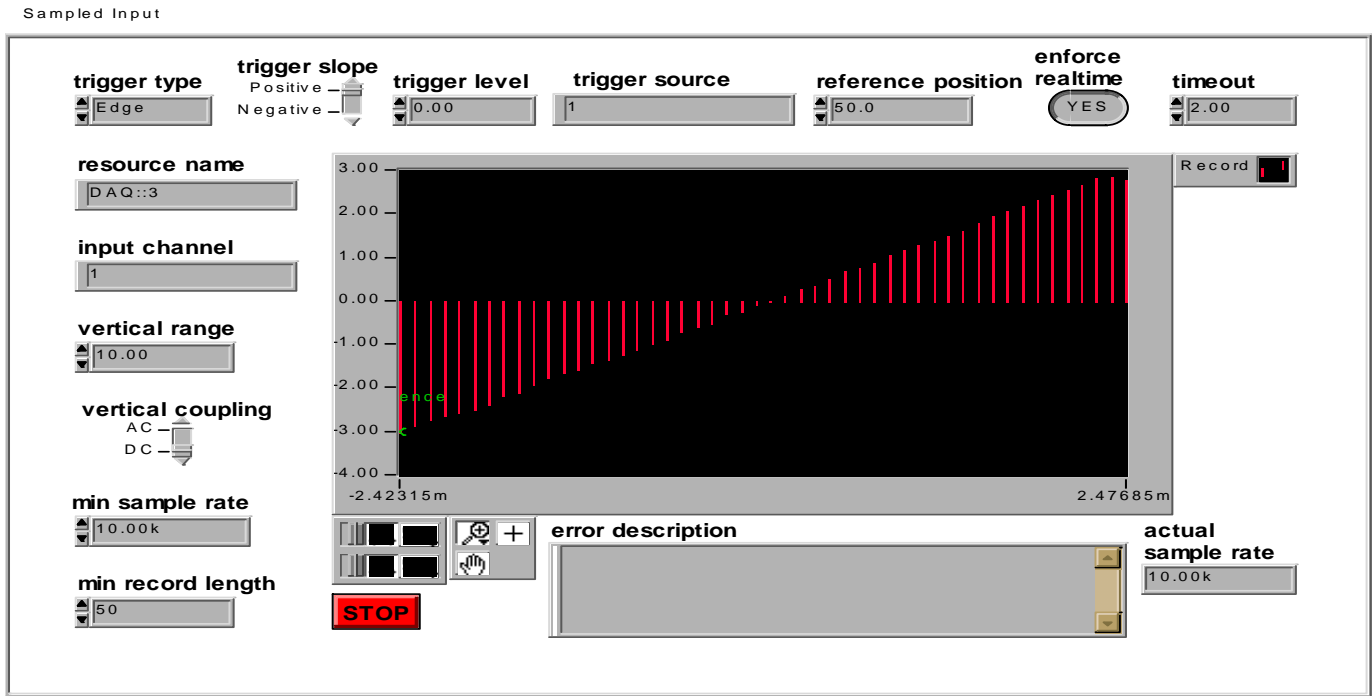 Sampled Input
trigger type
Edge
trigger slope
Positive
Negative
trigger level
0.00
trigger source
1
reference position
50.0
enforce
realtime
YES
timeout
2.00
resource name
DAQ::3
input channel
1
vertical range
10.00
vertical coupling
AC
DC
min sample rate
10.00k
min record length
50
3.00
2.00
1.00
0.00
-1.00
-2.00
-3.00
-4.00
ence
-2.42315m
2.47685m
Record
STOP
error description
actual
sample rate
10.00k